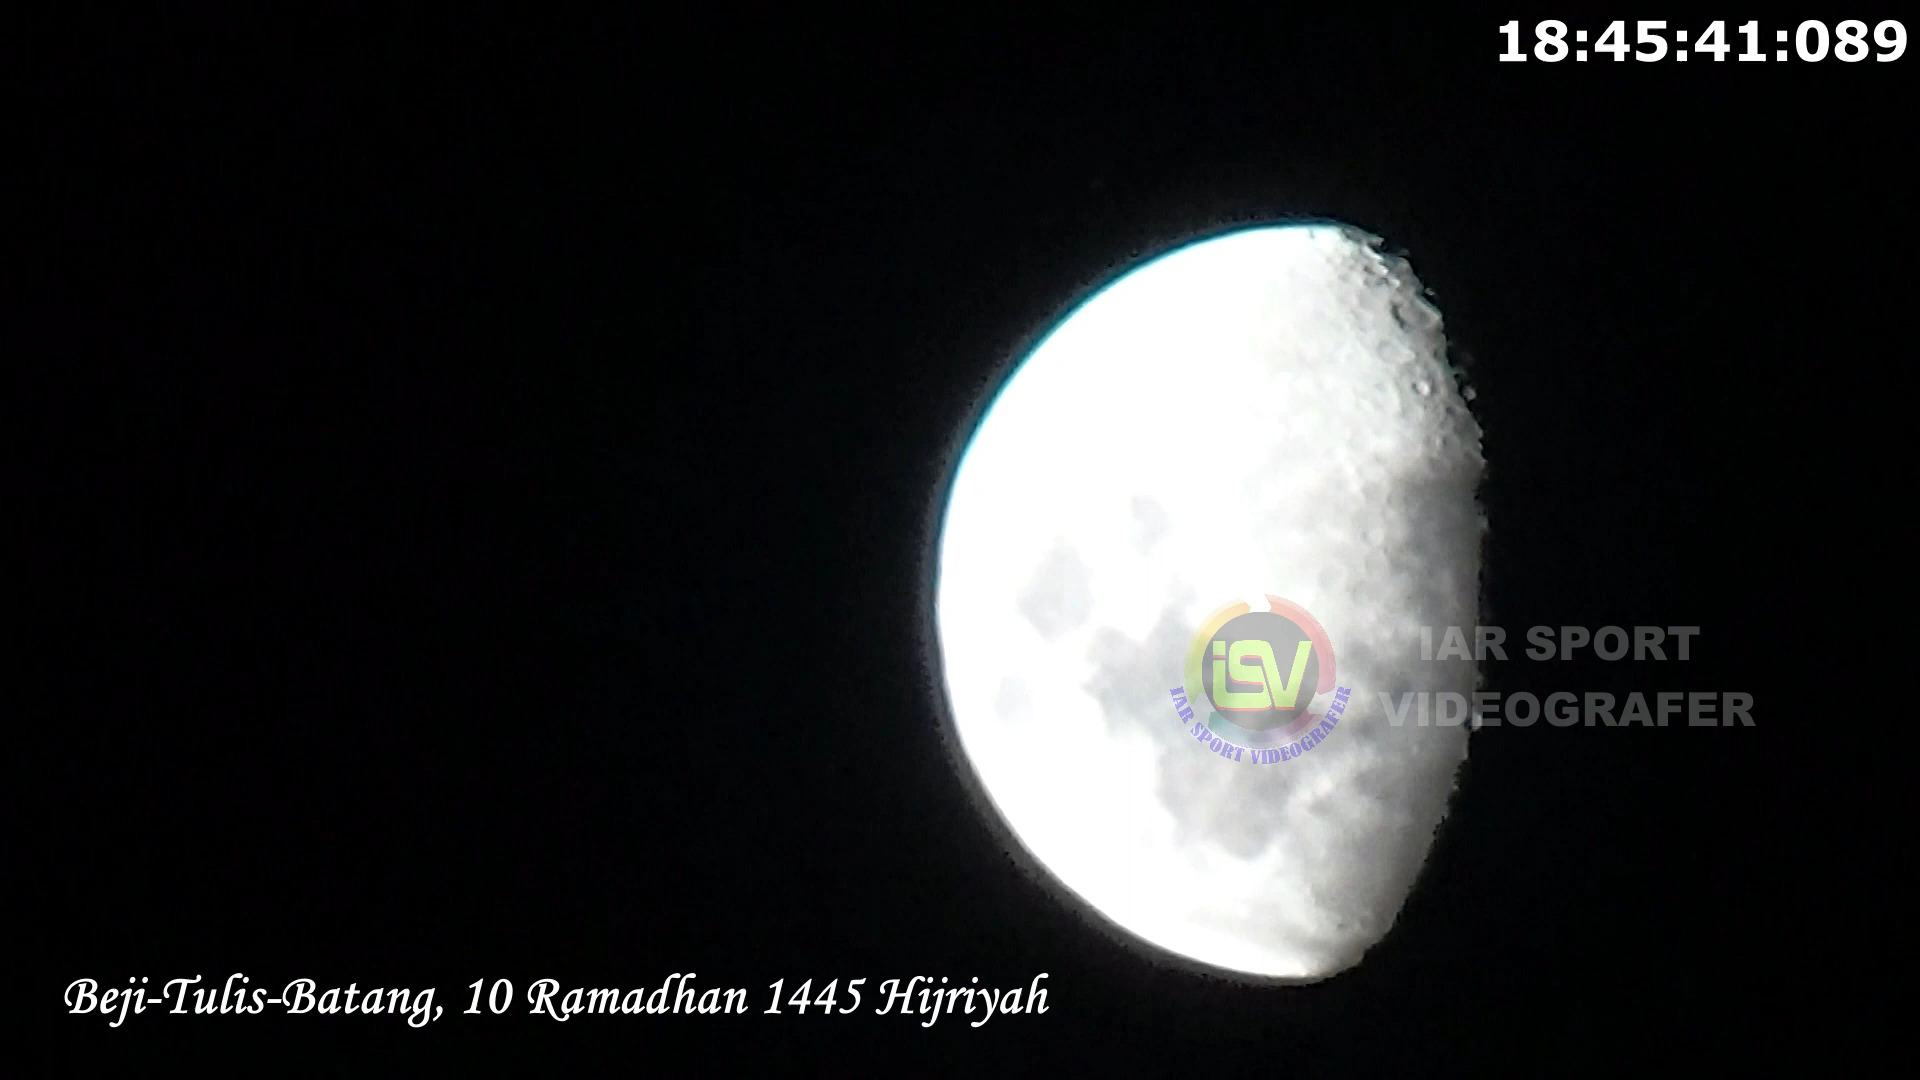 18:45:41:089
iSV
IAR SPORT VIDEOGRAFER
IAR SPORT
VIDEOGRAFER
Beji-Tulis-Batang, 10 Ramadhan 1445 Hijriyah